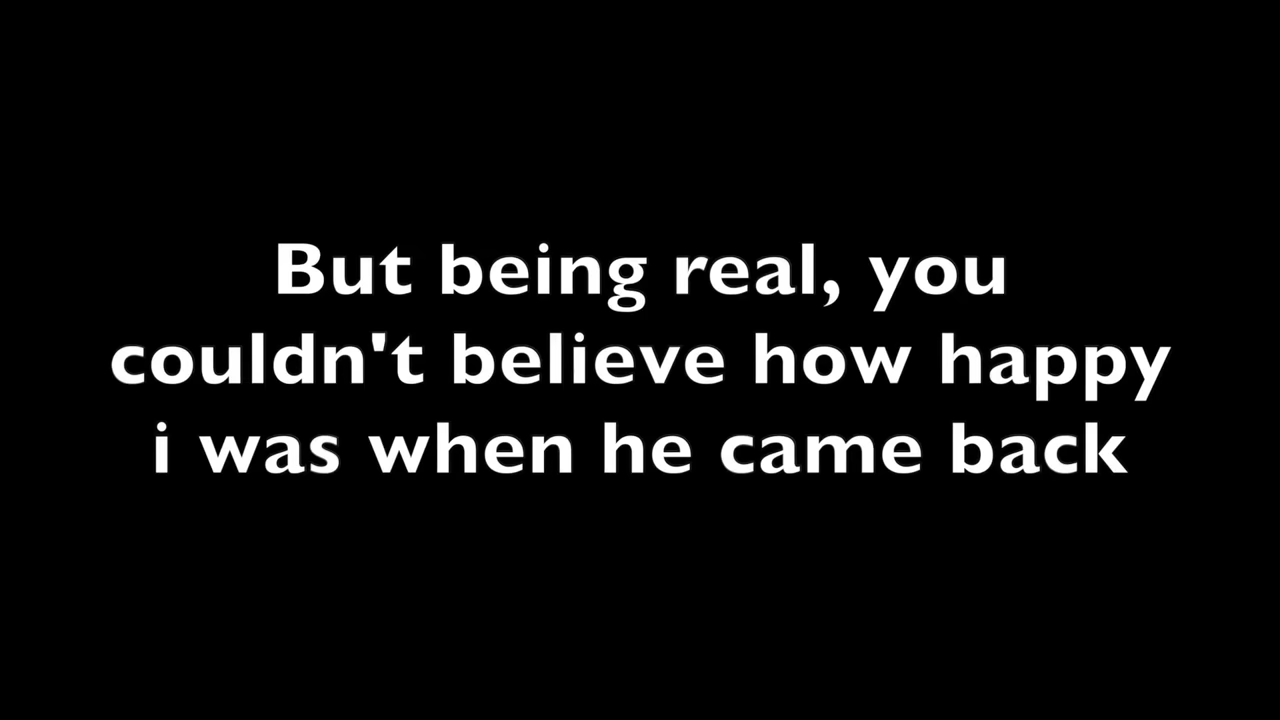 But being real, you
couldn't believe how happy
i was when he came back